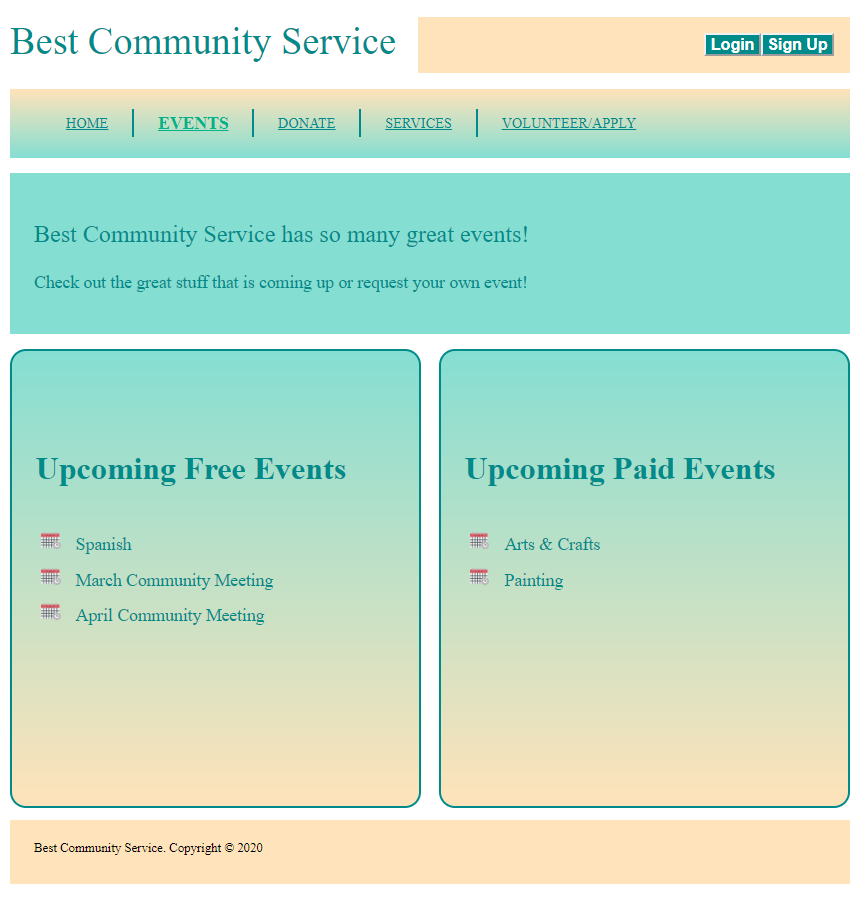 Best Community Service
Login Sign Up
HOME EVENTS DONATE SERVICES VOLUNTEER/APPLY
Best Community Service has so many great events!
Check out the great stuff that is coming up or request your own event!
Upcoming Free Events
Spanish
March Community Meeting
April Community Meeting
Upcoming Paid Events
Arts & Crafts
Painting
Best Community Service. Copyright © 2020